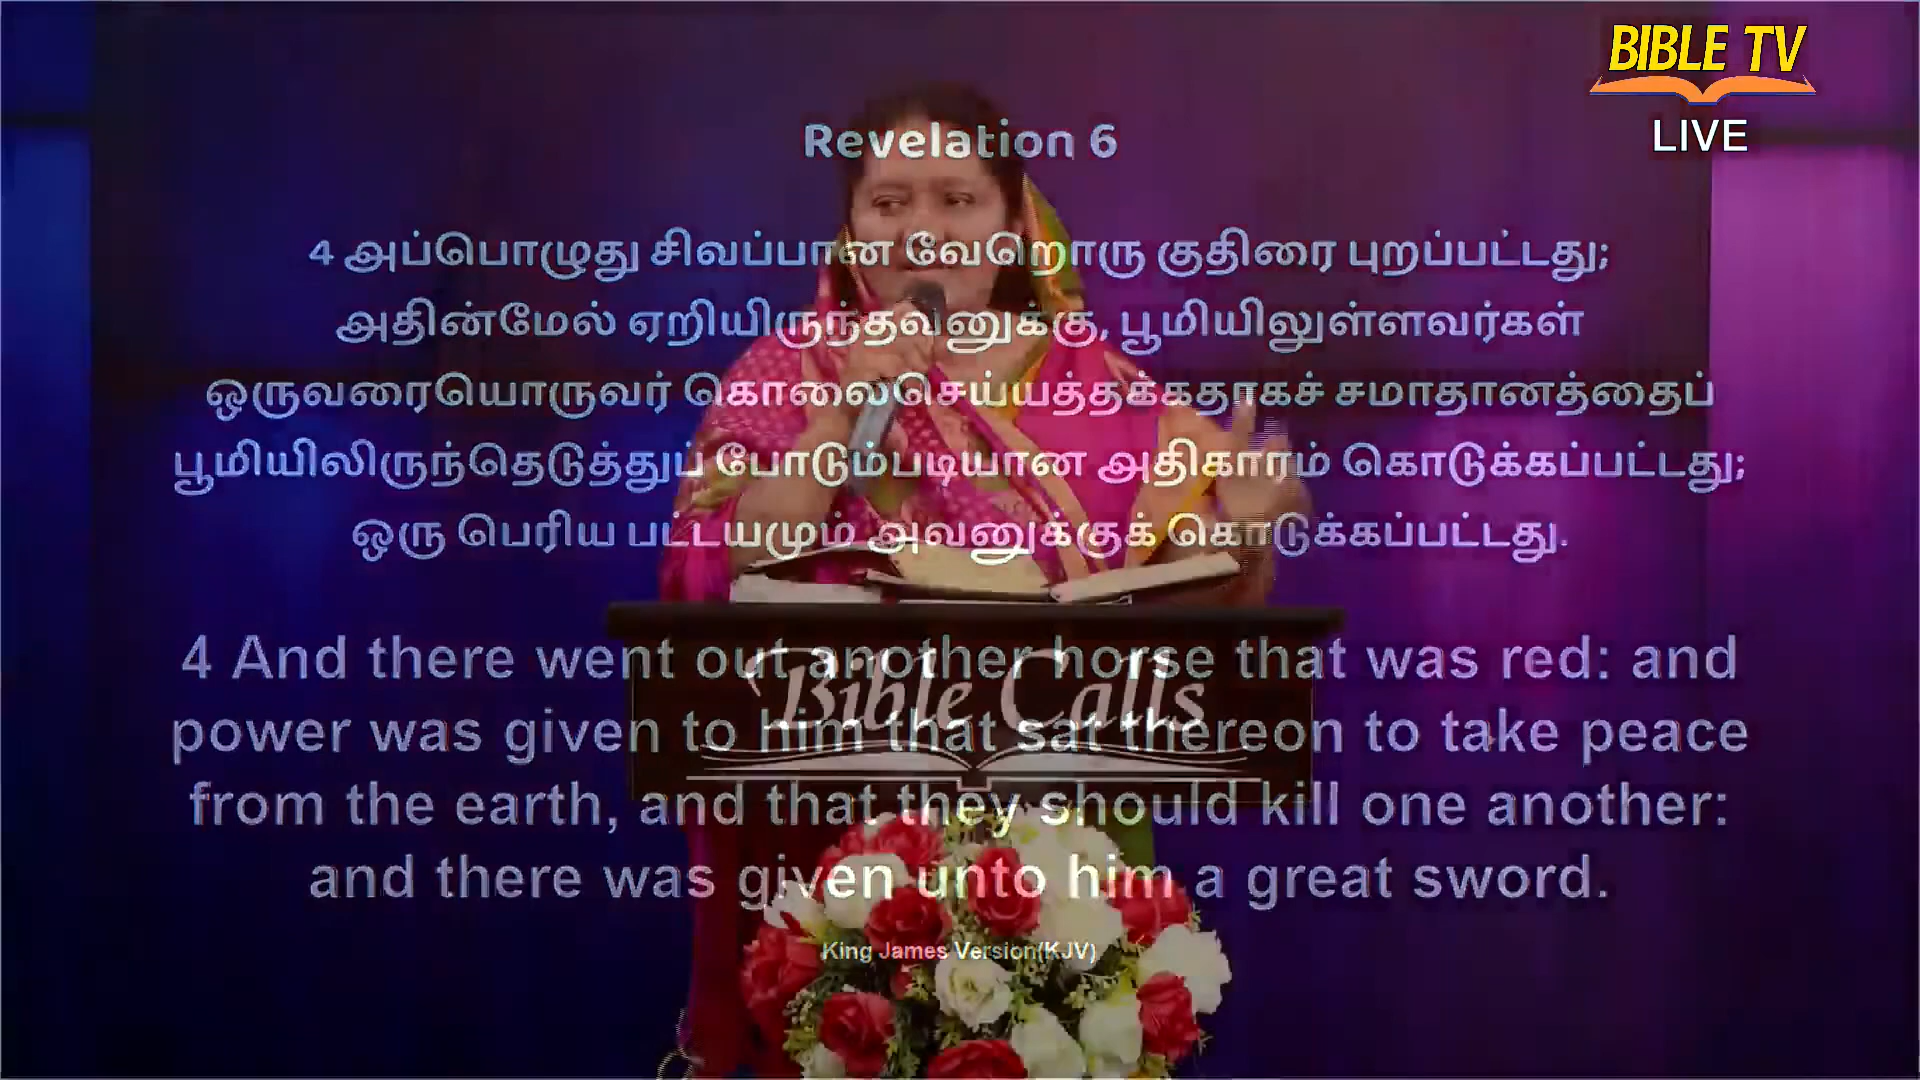 BIBLE TV
LIVE
Revelation 6
4 அப்பொழுது சிவப்பான வேறொரு குதிரை புறப்பட்டது;
அதின்மேல் ஏறியிருந்தவனுக்கு, பூமியிலுள்ளவர்கள்
ஒருவரையொருவர் கொலைசெய்யத்தக்கதாகச் சமாதானத்தைப்
பூமியிலிருந்தெடுத்துப் போடும்படியான அதிகாரம் கொடுக்கப்பட்டது;
ஒரு பெரிய பட்டயமும் அவனுக்குக் கொடுக்கப்பட்டது.
4 And there went out another horse that was red: and
Bible Calls
power was given to him that sat thereon to take peace
from the earth, and that they should kill one another:
and there was given unto him a great sword.
King James Version(KJV)